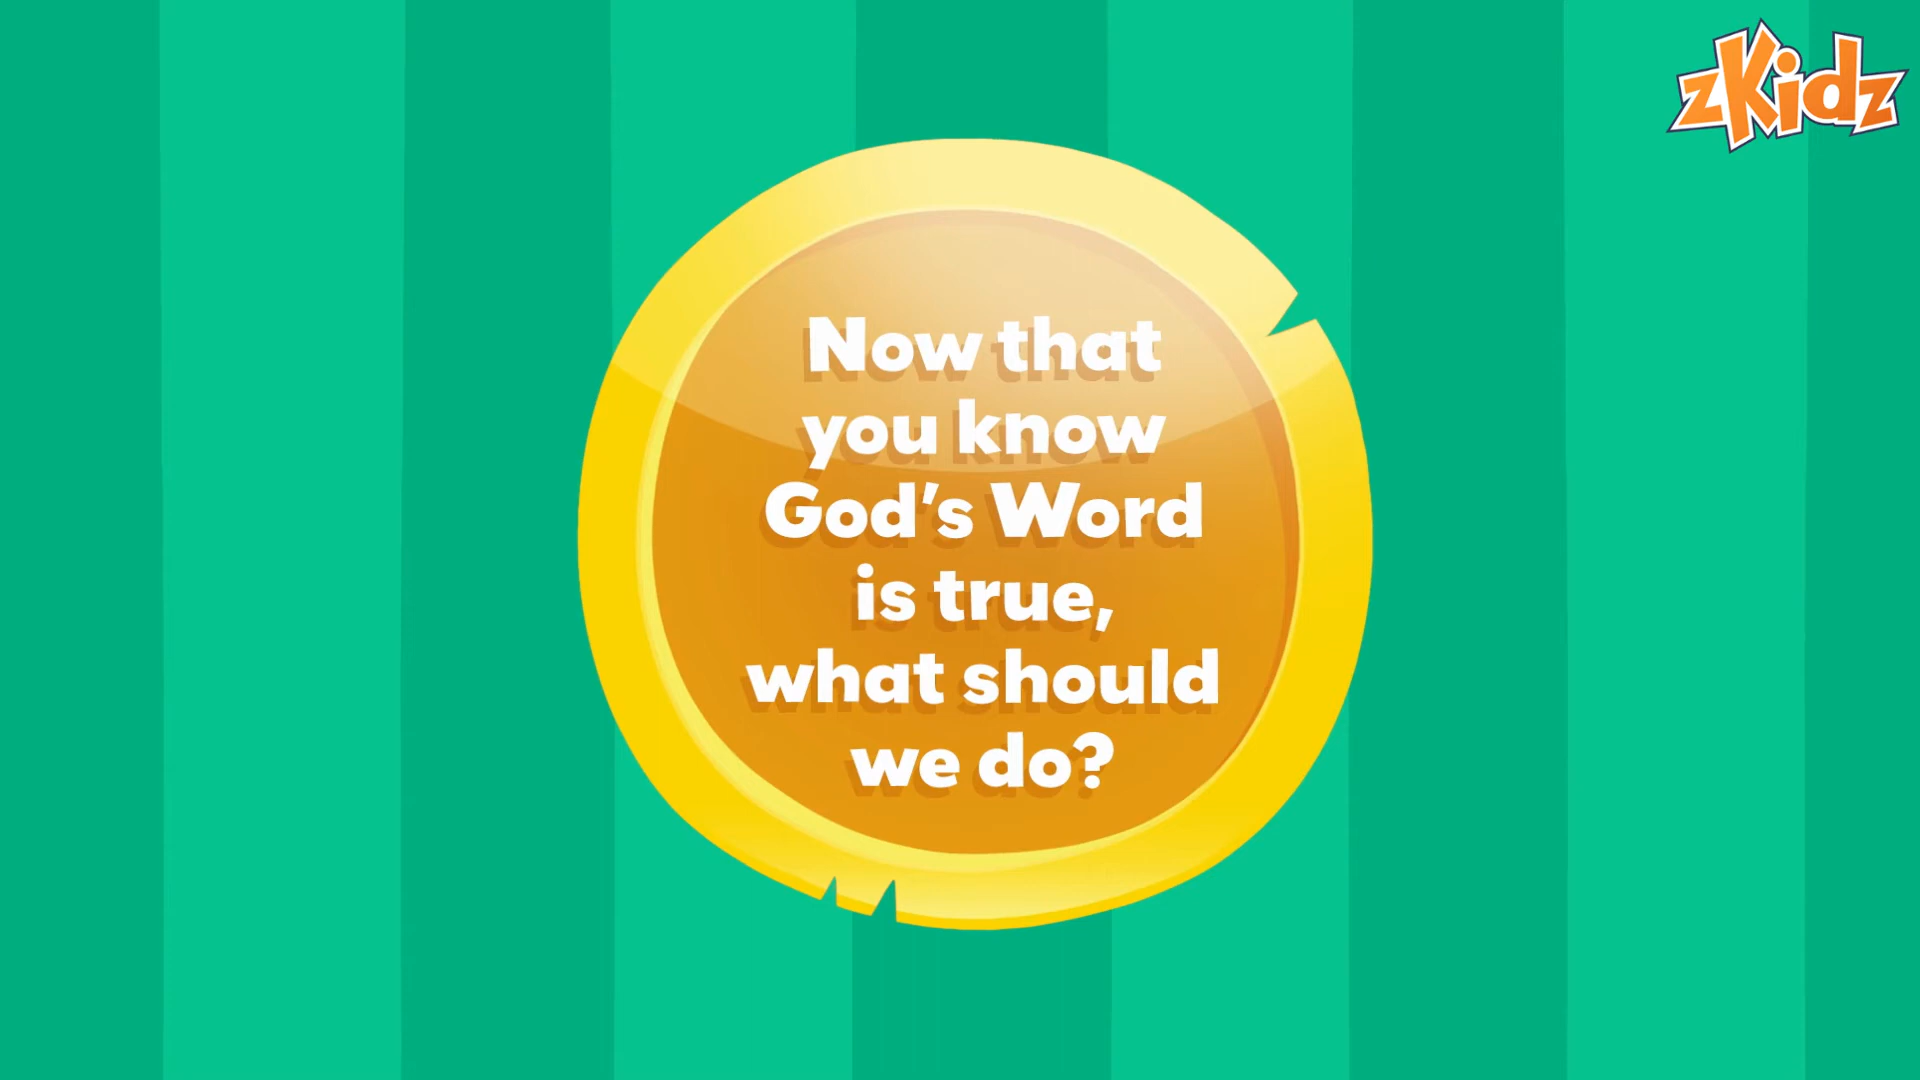 zKidz
Now that
you know
God's Word
is true,
what should
we do?